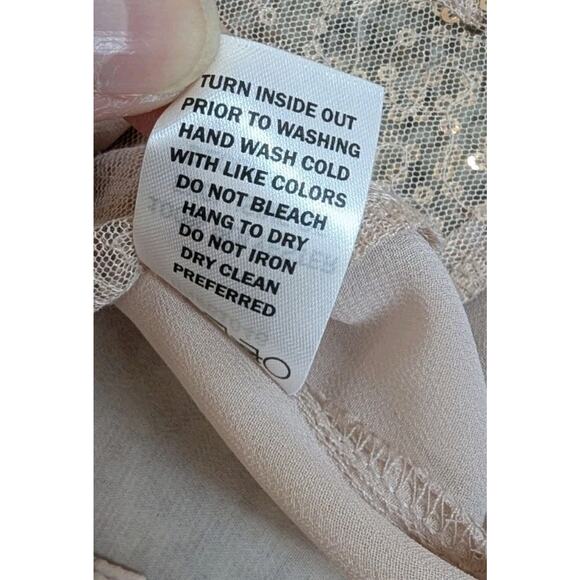 TURN INSIDE OUT
PRIOR TO WASHING
HAND WASH COLD
WITH LIKE COLORS
DO NOT BLEACH
HANG TO DRY
DO NOT IRON
DRY CLEAN
PREFERRED